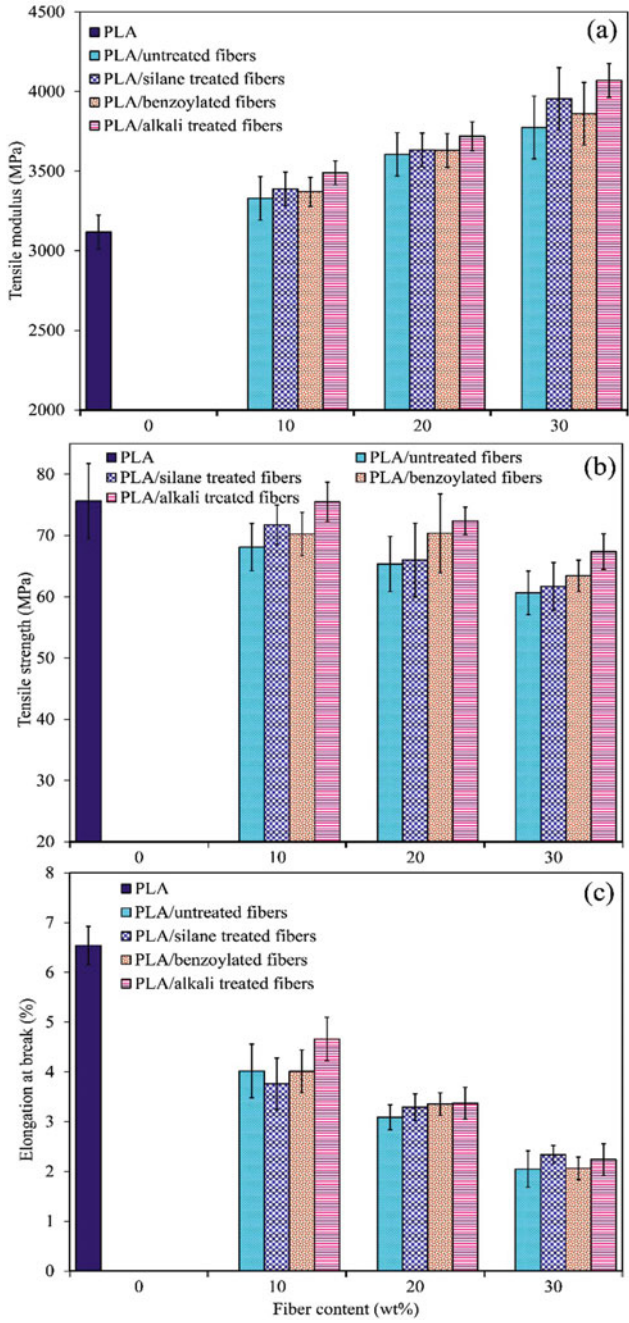 (a)
PLA
PLA/untreated fibers
PLA/silane treated fibers
PLA/benzoylated fibers
PLA/alkali treated fibers
Tensile modulus (MPa)
4500
4000
3500
3000
2500
2000
0 10 20 30
(b)
PLA PLA/untreated fibers
PLA/silane treated fibers PLA/benzoylated fibers
PLA/alkali treated fibers
Tensile strength (MPa)
80
70
60
50
40
30
20
0 10 20 30
(c)
PLA
PLA/untreated fibers
PLA/silane treated fibers
PLA/benzoylated fibers
PLA/alkali treated fibers
Elongation at break (%)
8
7
6
5
4
3
2
1
0
0 10 20 30
Fiber content (wt%)